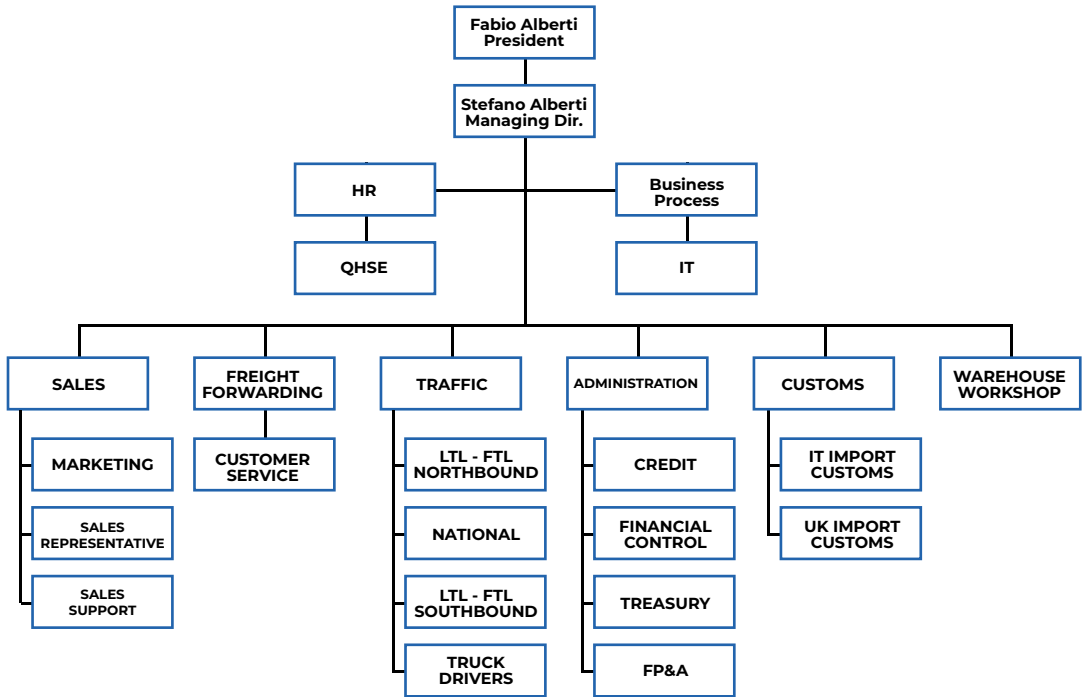 Fabio Alberti
President
Stefano Alberti
Managing Dir.
HR
Business
Process
QHSE
IT
SALES
FREIGHT
FORWARDING
TRAFFIC
ADMINISTRATION
CUSTOMS
WAREHOUSE
WORKSHOP
MARKETING
SALES
REPRESENTATIVE
SALES
SUPPORT
CUSTOMER
SERVICE
LTL - FTL
NORTHBOUND
NATIONAL
LTL - FTL
SOUTHBOUND
TRUCK
DRIVERS
CREDIT
FINANCIAL
CONTROL
TREASURY
FP&A
IT IMPORT
CUSTOMS
UK IMPORT
CUSTOMS